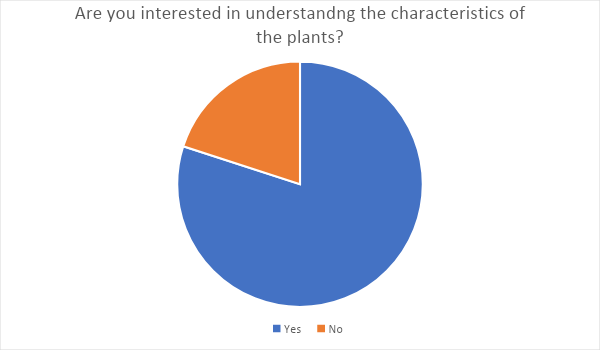 Are you interested in understandng the characteristics of
the plants?
Yes No